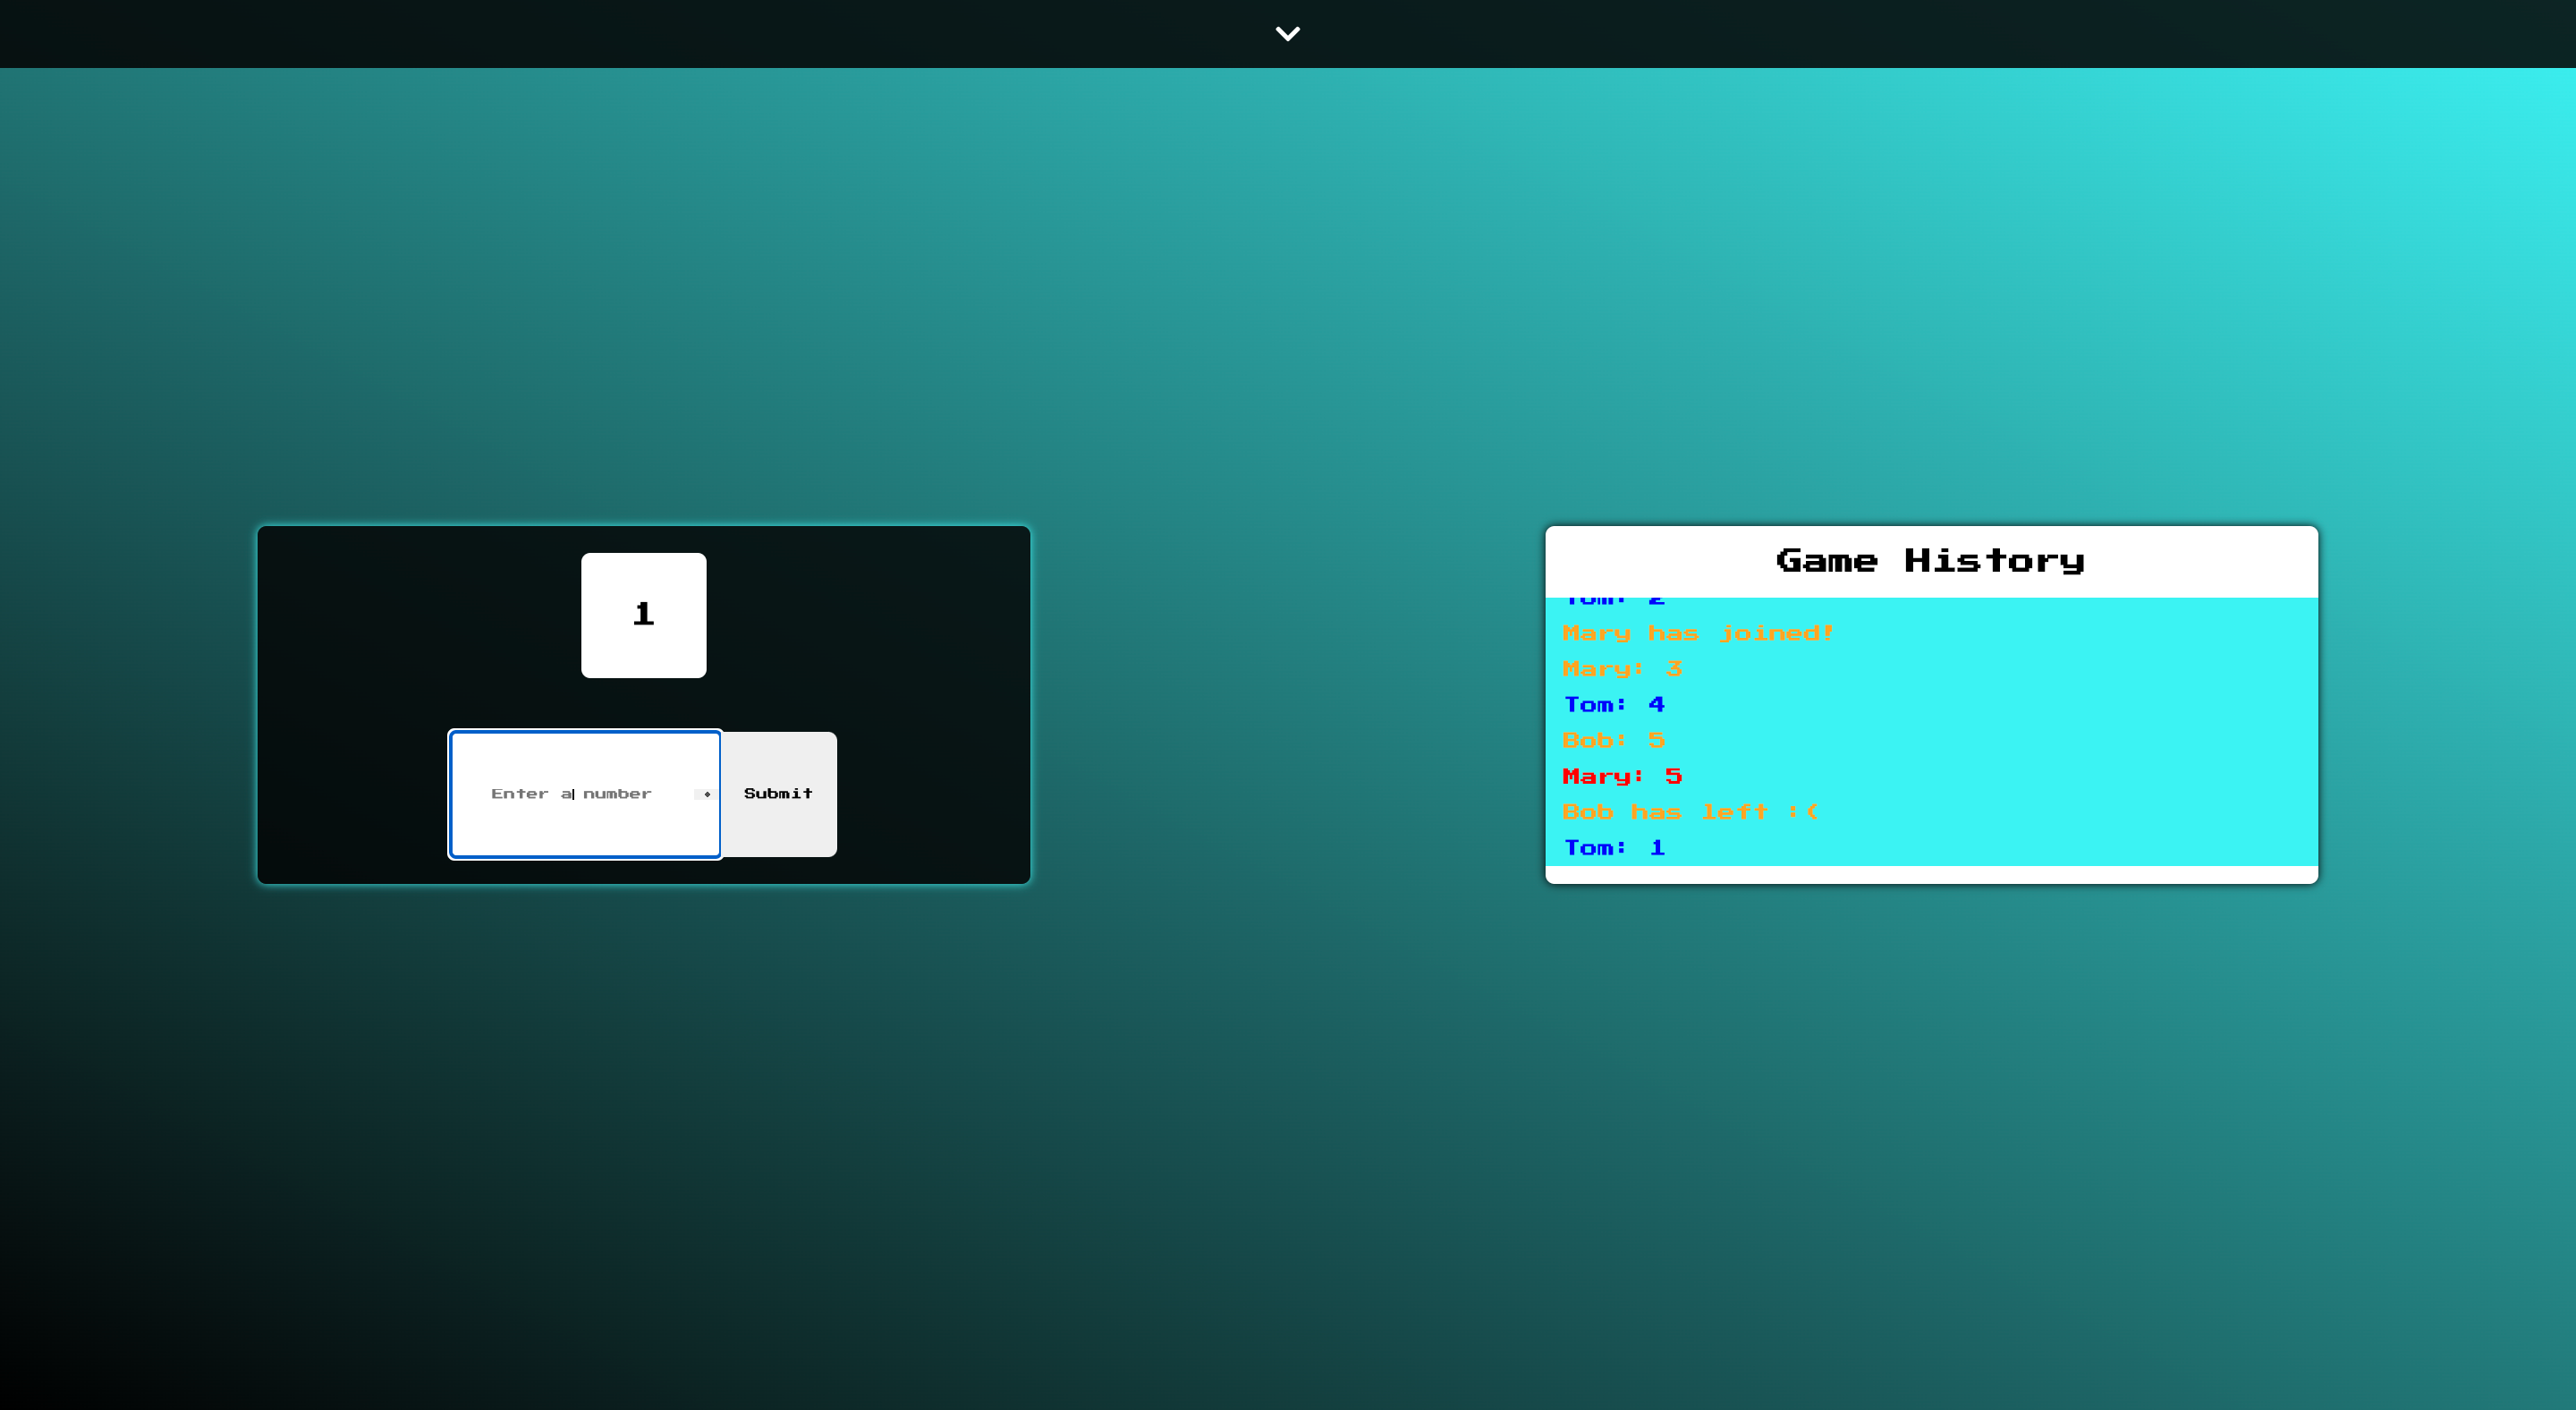 1
Enter a number
Submit
Game History
Tom: 2
Mary has joined!
Mary: 3
Tom: 4
Bob: 5
Mary: 5
Bob has left :(
Tom: 1